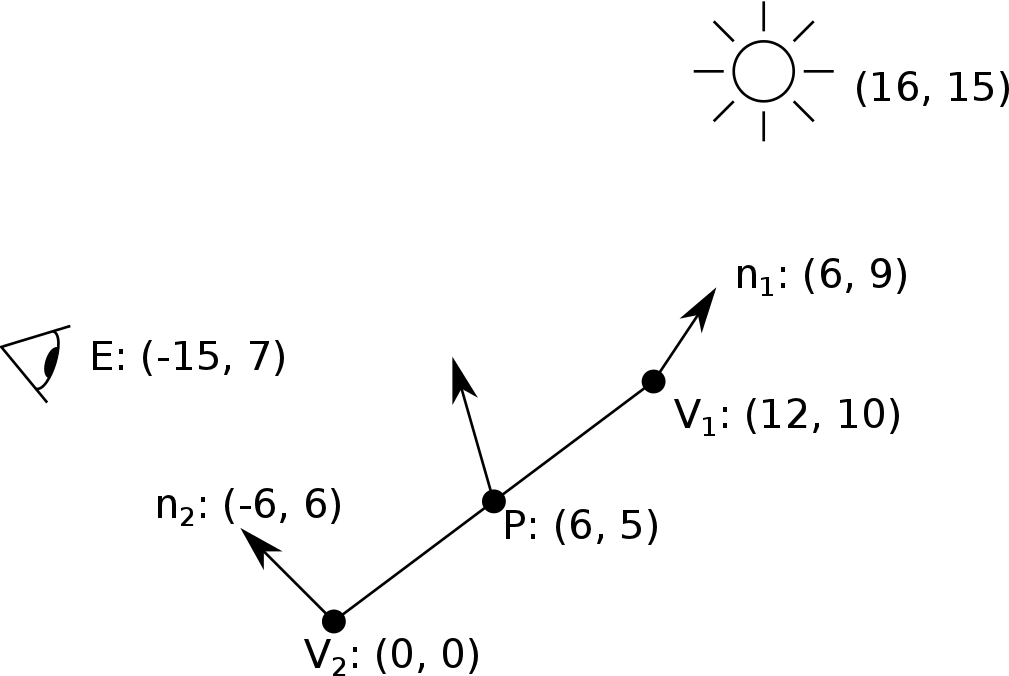 (16, 15)
n₁: (6, 9)
E: (-15, 7)
V₁: (12, 10)
n₂: (-6, 6)
P: (6, 5)
V₂: (0, 0)